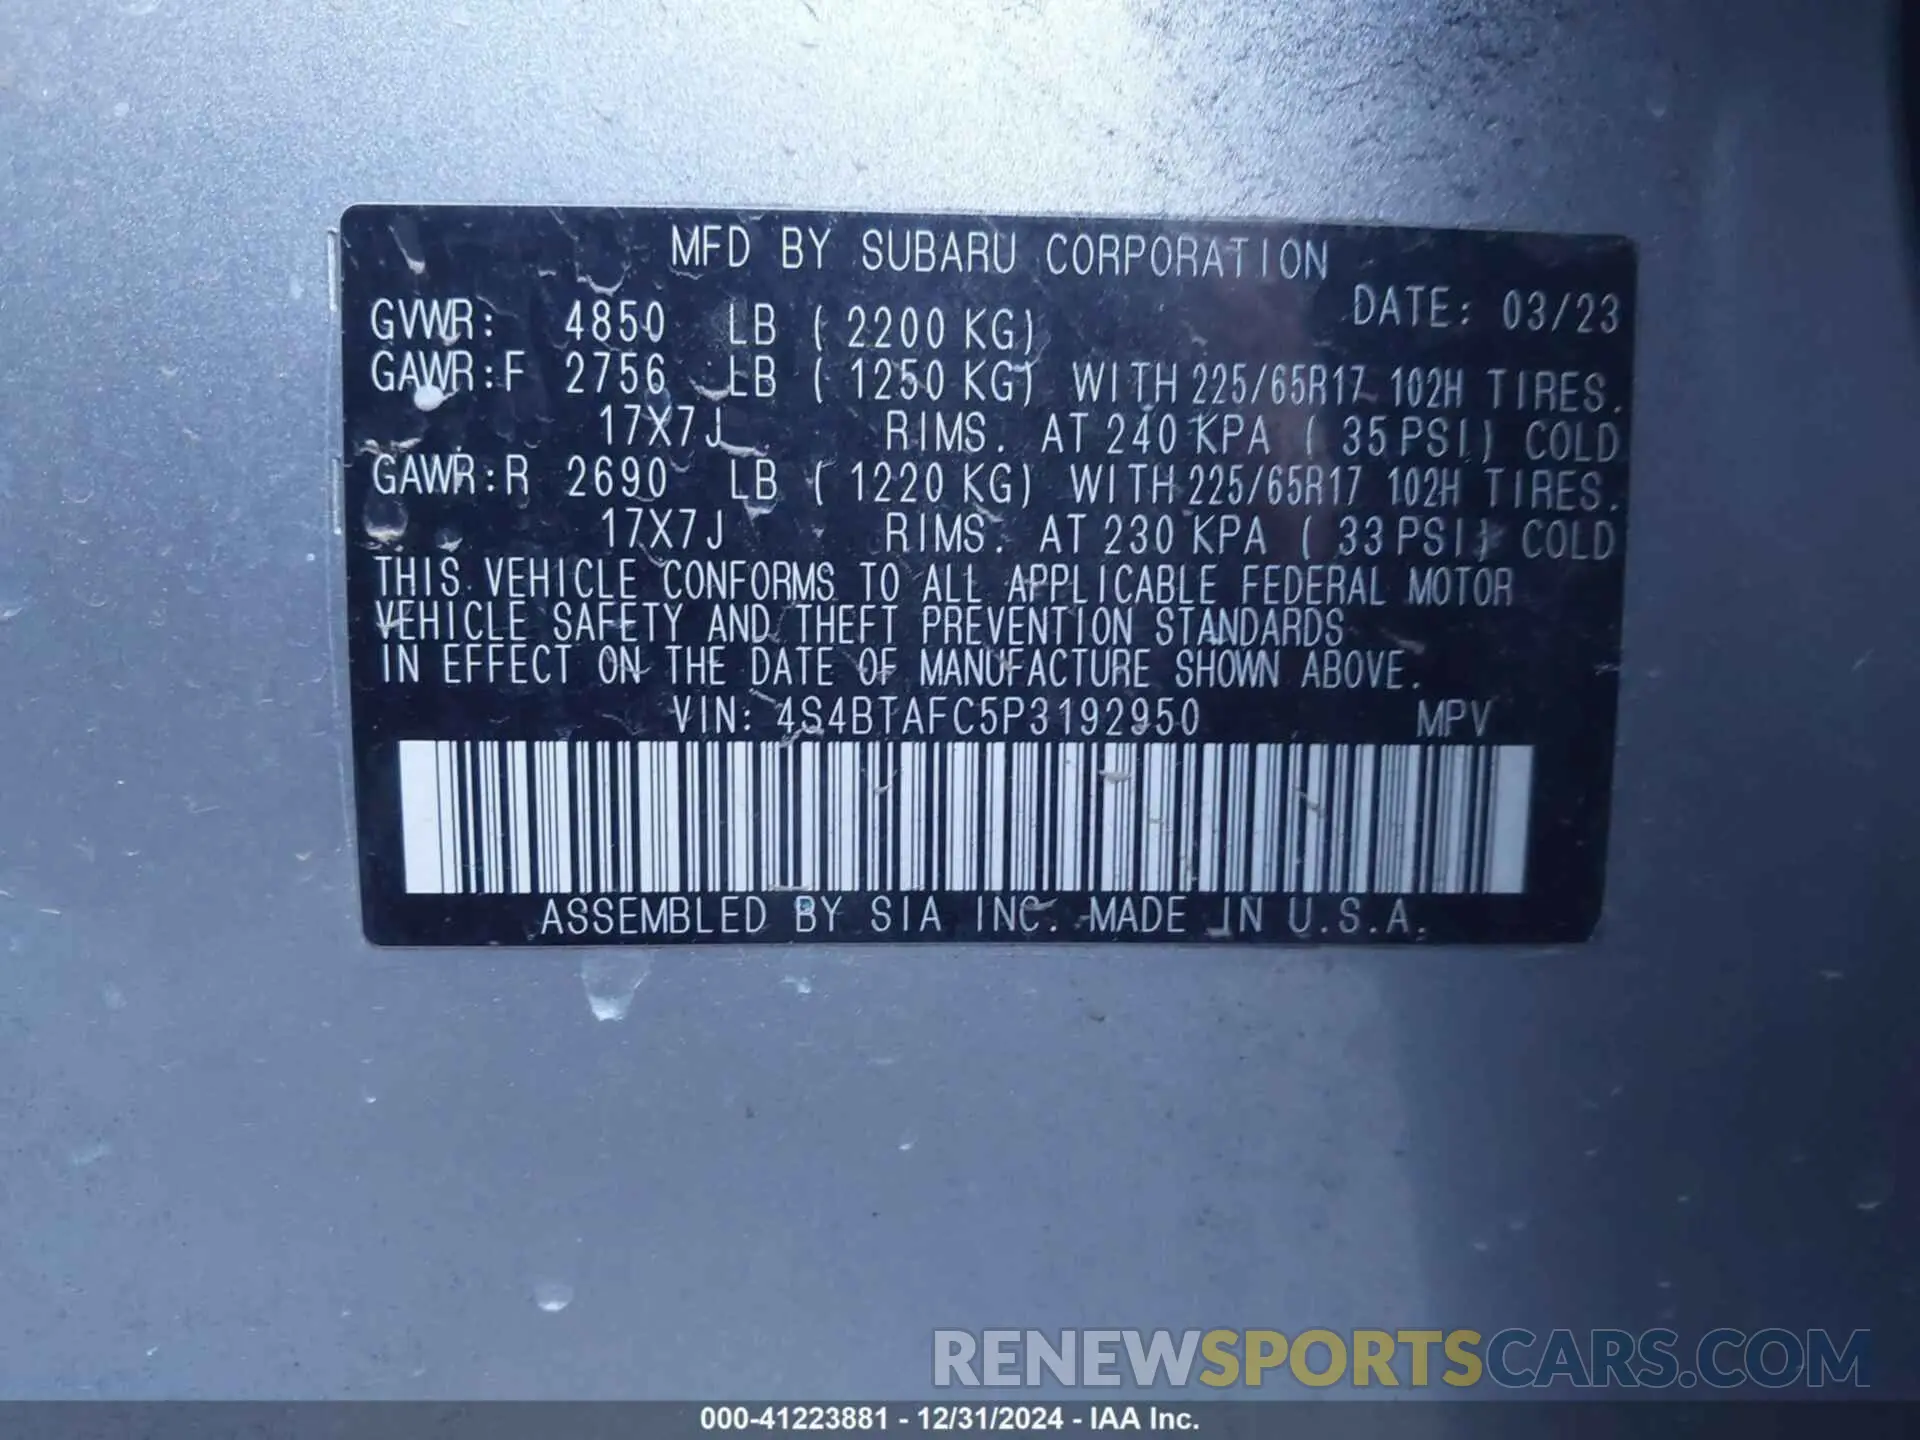 MFD BY SUBARU CORPORATION
DATE: 03/23
GVWR: 4850 LB ( 2200 KG)
GAWR:F 2756 LB ( 1250 KG) WITH 225/65R17 102H TIRES.
17X7J RIMS. AT 240 KPA ( 35 PSI) COLD
GAWR:R 2690 LB ( 1220 KG) WITH 225/65R17 102H TIRES.
17X7J RIMS. AT 230 KPA ( 33 PSI) COLD
THIS VEHICLE CONFORMS TO ALL APPLICABLE FEDERAL MOTOR
VEHICLE SAFETY AND THEFT PREVENTION STANDARDS
IN EFFECT ON THE DATE OF MANUFACTURE SHOWN ABOVE.
VIN: 4S4BTAFC5P3192950 MPV
ASSEMBLED BY SIA INC. MADE IN U.S.A.
RENEWSPORTSCARS.COM
000-41223881 - 12/31/2024 - IAA Inc.